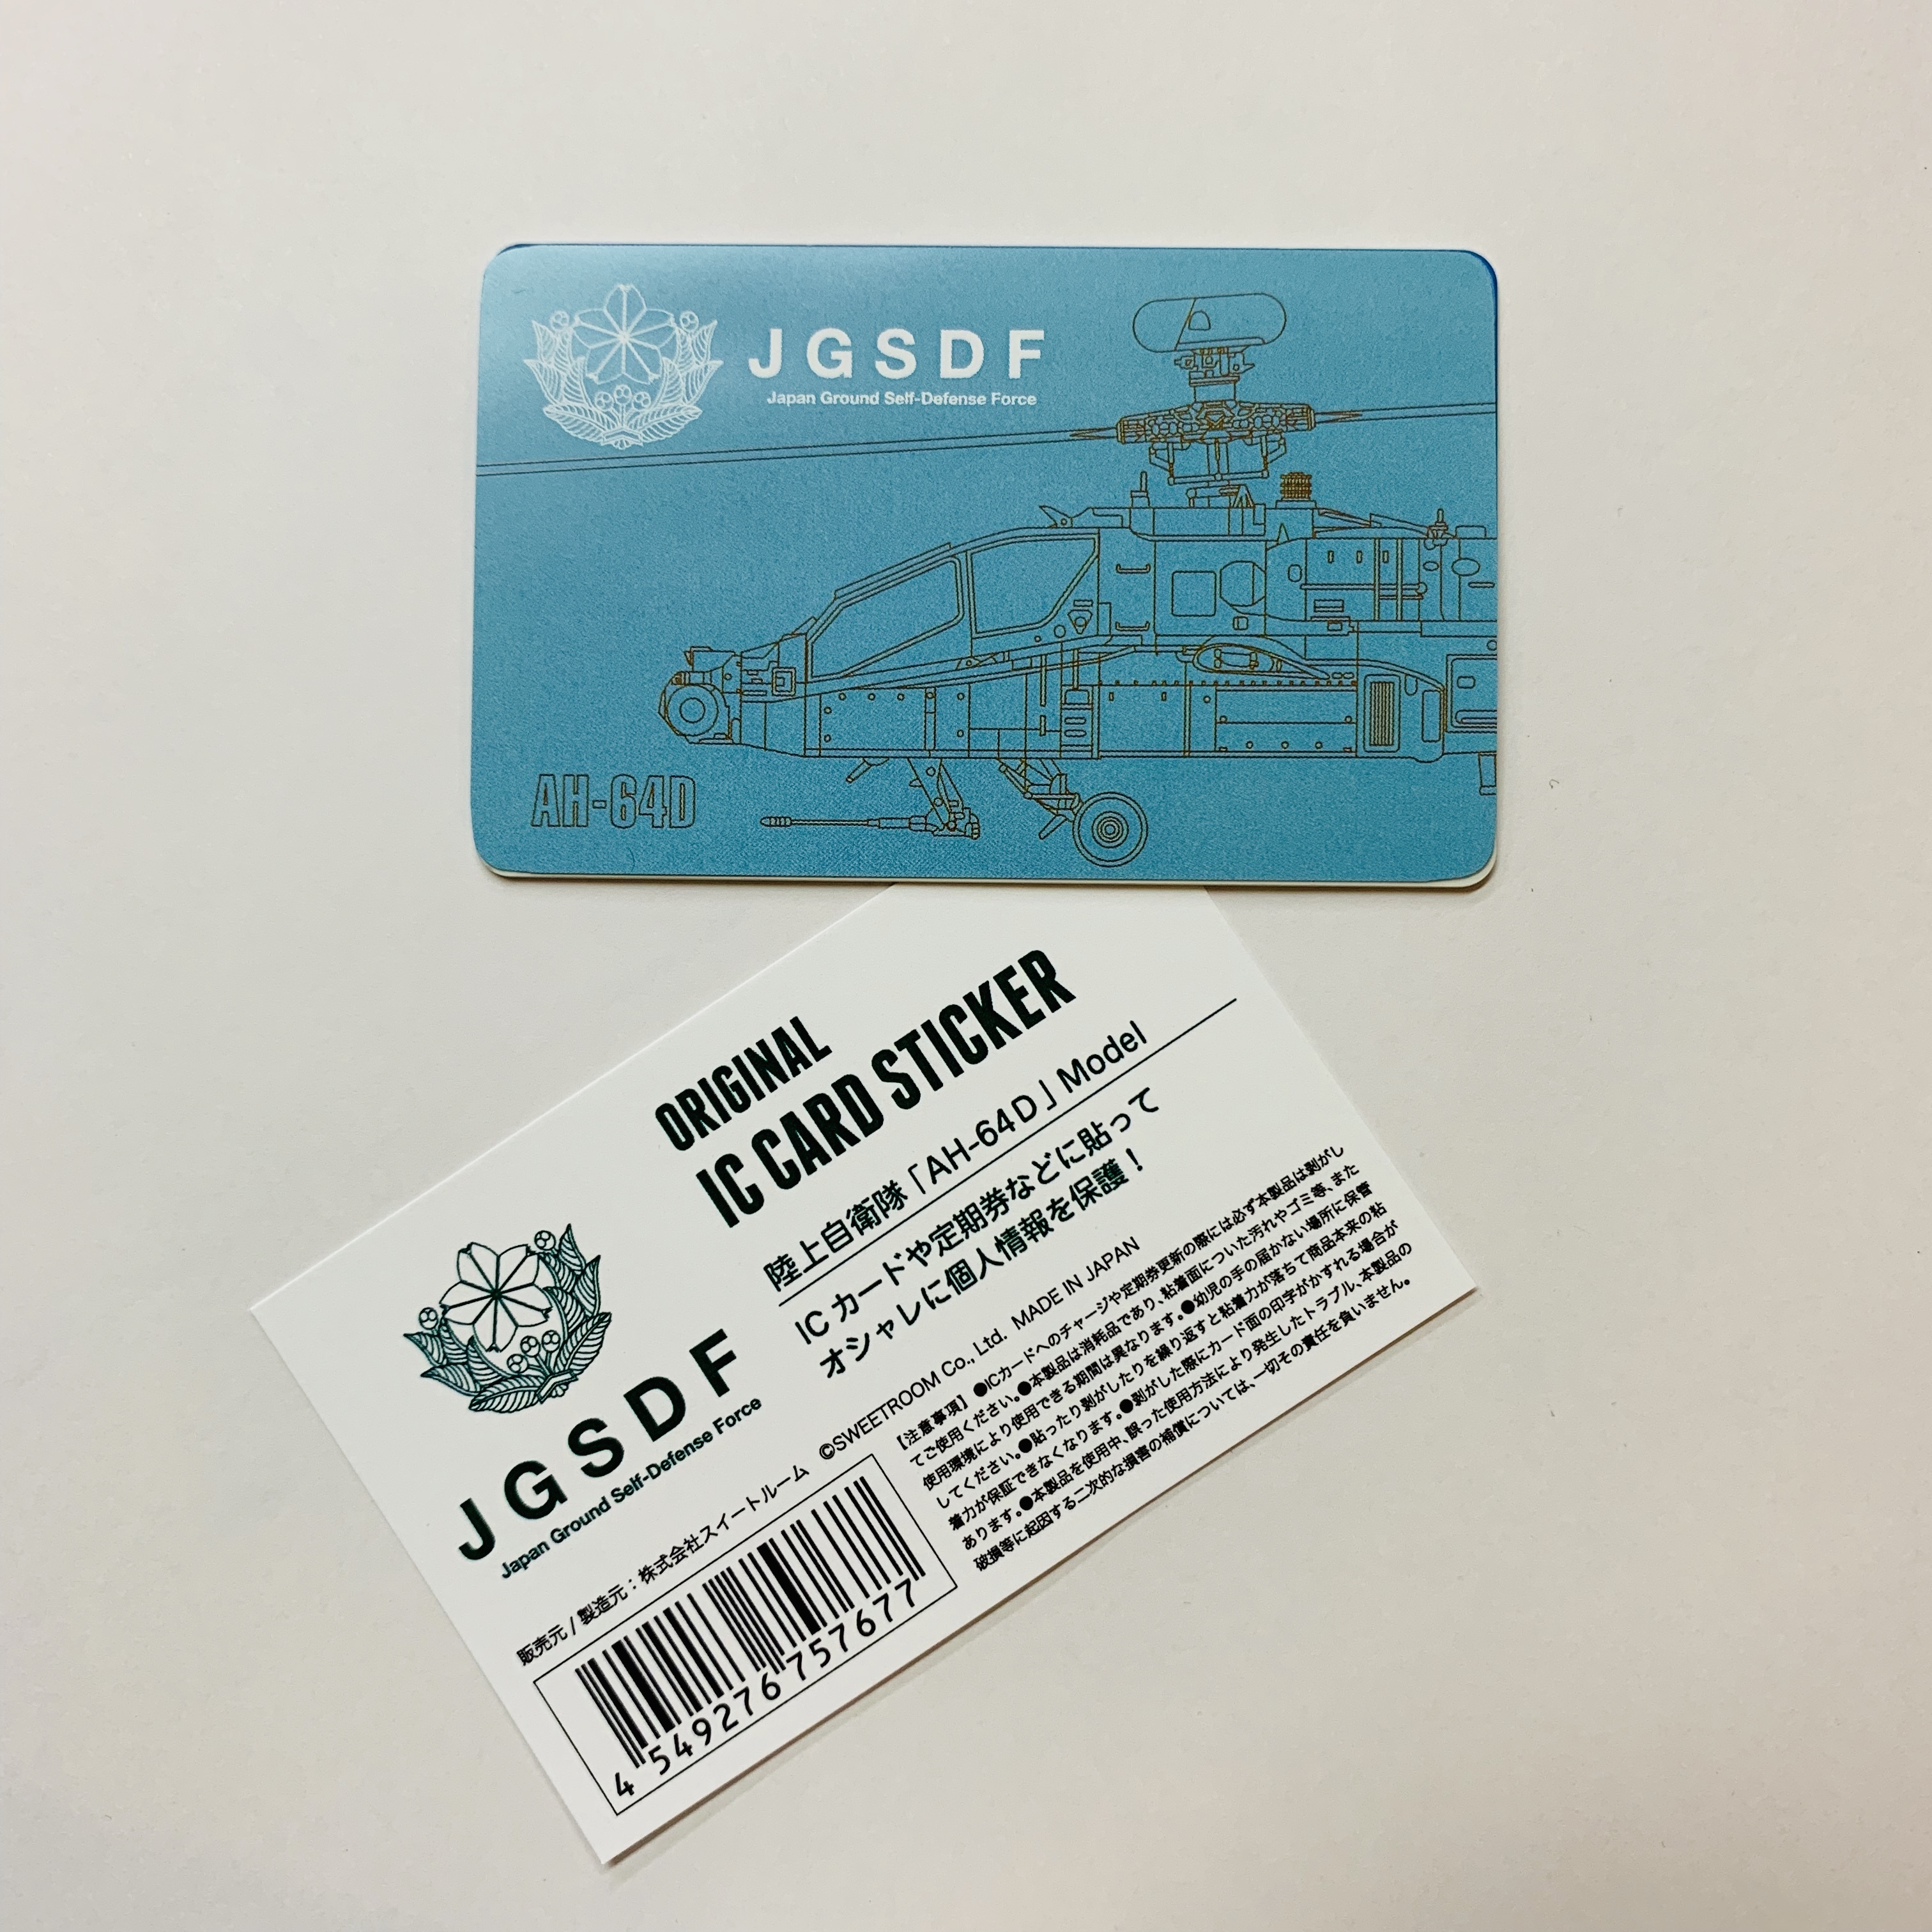 JGSDF
Japan Ground Self-Defense Force
AH-64D
ORIGINAL
IC CARD STICKER
陸上自衛隊「AH-64D」Model
ICカードや定期券などに貼って
オシャレに個人情報を保護！
JGSDF
Japan Ground Self-Defense Force
販売元/製造元：株式会社スイートルーム ©SWEETROOM Co., Ltd. MADE IN JAPAN
【注意事項】●ICカードへのチャージや定期券更新の際には必ず本製品は剥がし
てご使用ください。●本製品は消耗品であり、粘着面についた汚れやゴミ等、また
使用環境により使用できる期間は異なります。●幼児の手の届かない場所に保管
してください。●貼ったり剥がしたりを繰り返すと粘着力が落ちて商品本来の粘
着力が保証できなくなります。●剥がした際にカード面の印字がかすれる場合が
あります。●本製品を使用中、誤った使用方法により発生したトラブル、本製品の
破損等に起因する二次的な損害の補償については、一切その責任を負いません。
4 549276 757677